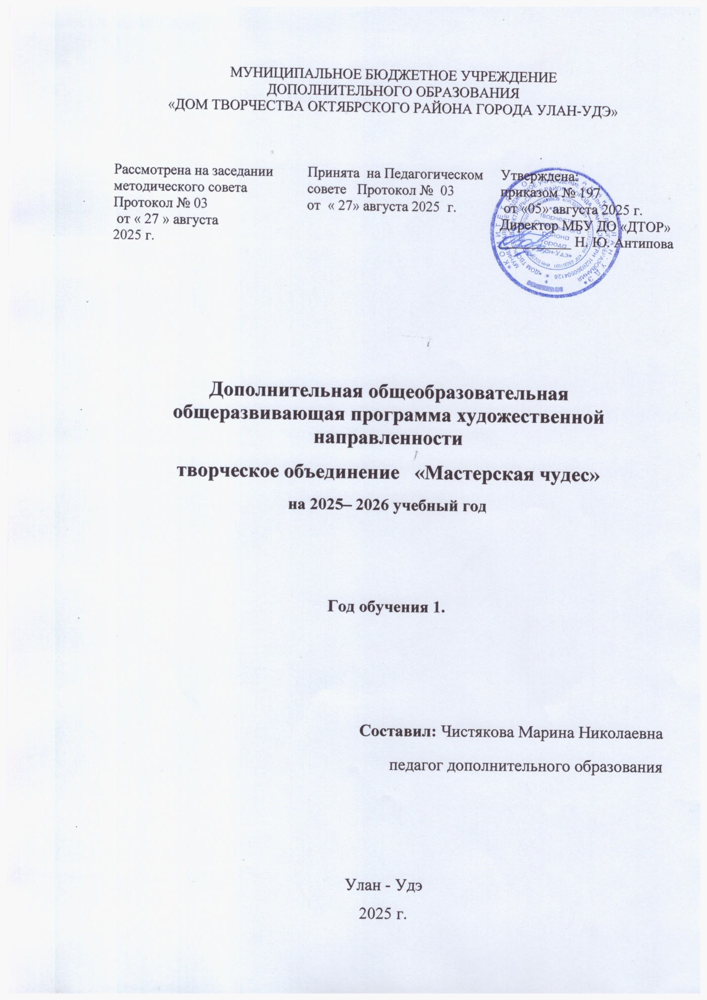 МУНИЦИПАЛЬНОЕ БЮДЖЕТНОЕ УЧРЕЖДЕНИЕ
ДОПОЛНИТЕЛЬНОГО ОБРАЗОВАНИЯ
«ДОМ ТВОРЧЕСТВА ОКТЯБРСКОГО РАЙОНА ГОРОДА УЛАН-УДЭ»
Рассмотрена на заседании
методического совета
Протокол № 03
от « 27 » августа
2025 г.
Принята на Педагогическом
совете Протокол № 03
от « 27» августа 2025 г.
Утверждена:
приказом № 197
от «05» августа 2025 г.
Директор МБУ ДО «ДТОР»
____________ Н. Ю. Антипова
Дополнительная общеобразовательная
общеразвивающая программа художественной
направленности
творческое объединение «Мастерская чудес»
на 2025– 2026 учебный год
Год обучения 1.
Составил: Чистякова Марина Николаевна
педагог дополнительного образования
Улан - Удэ
2025 г.